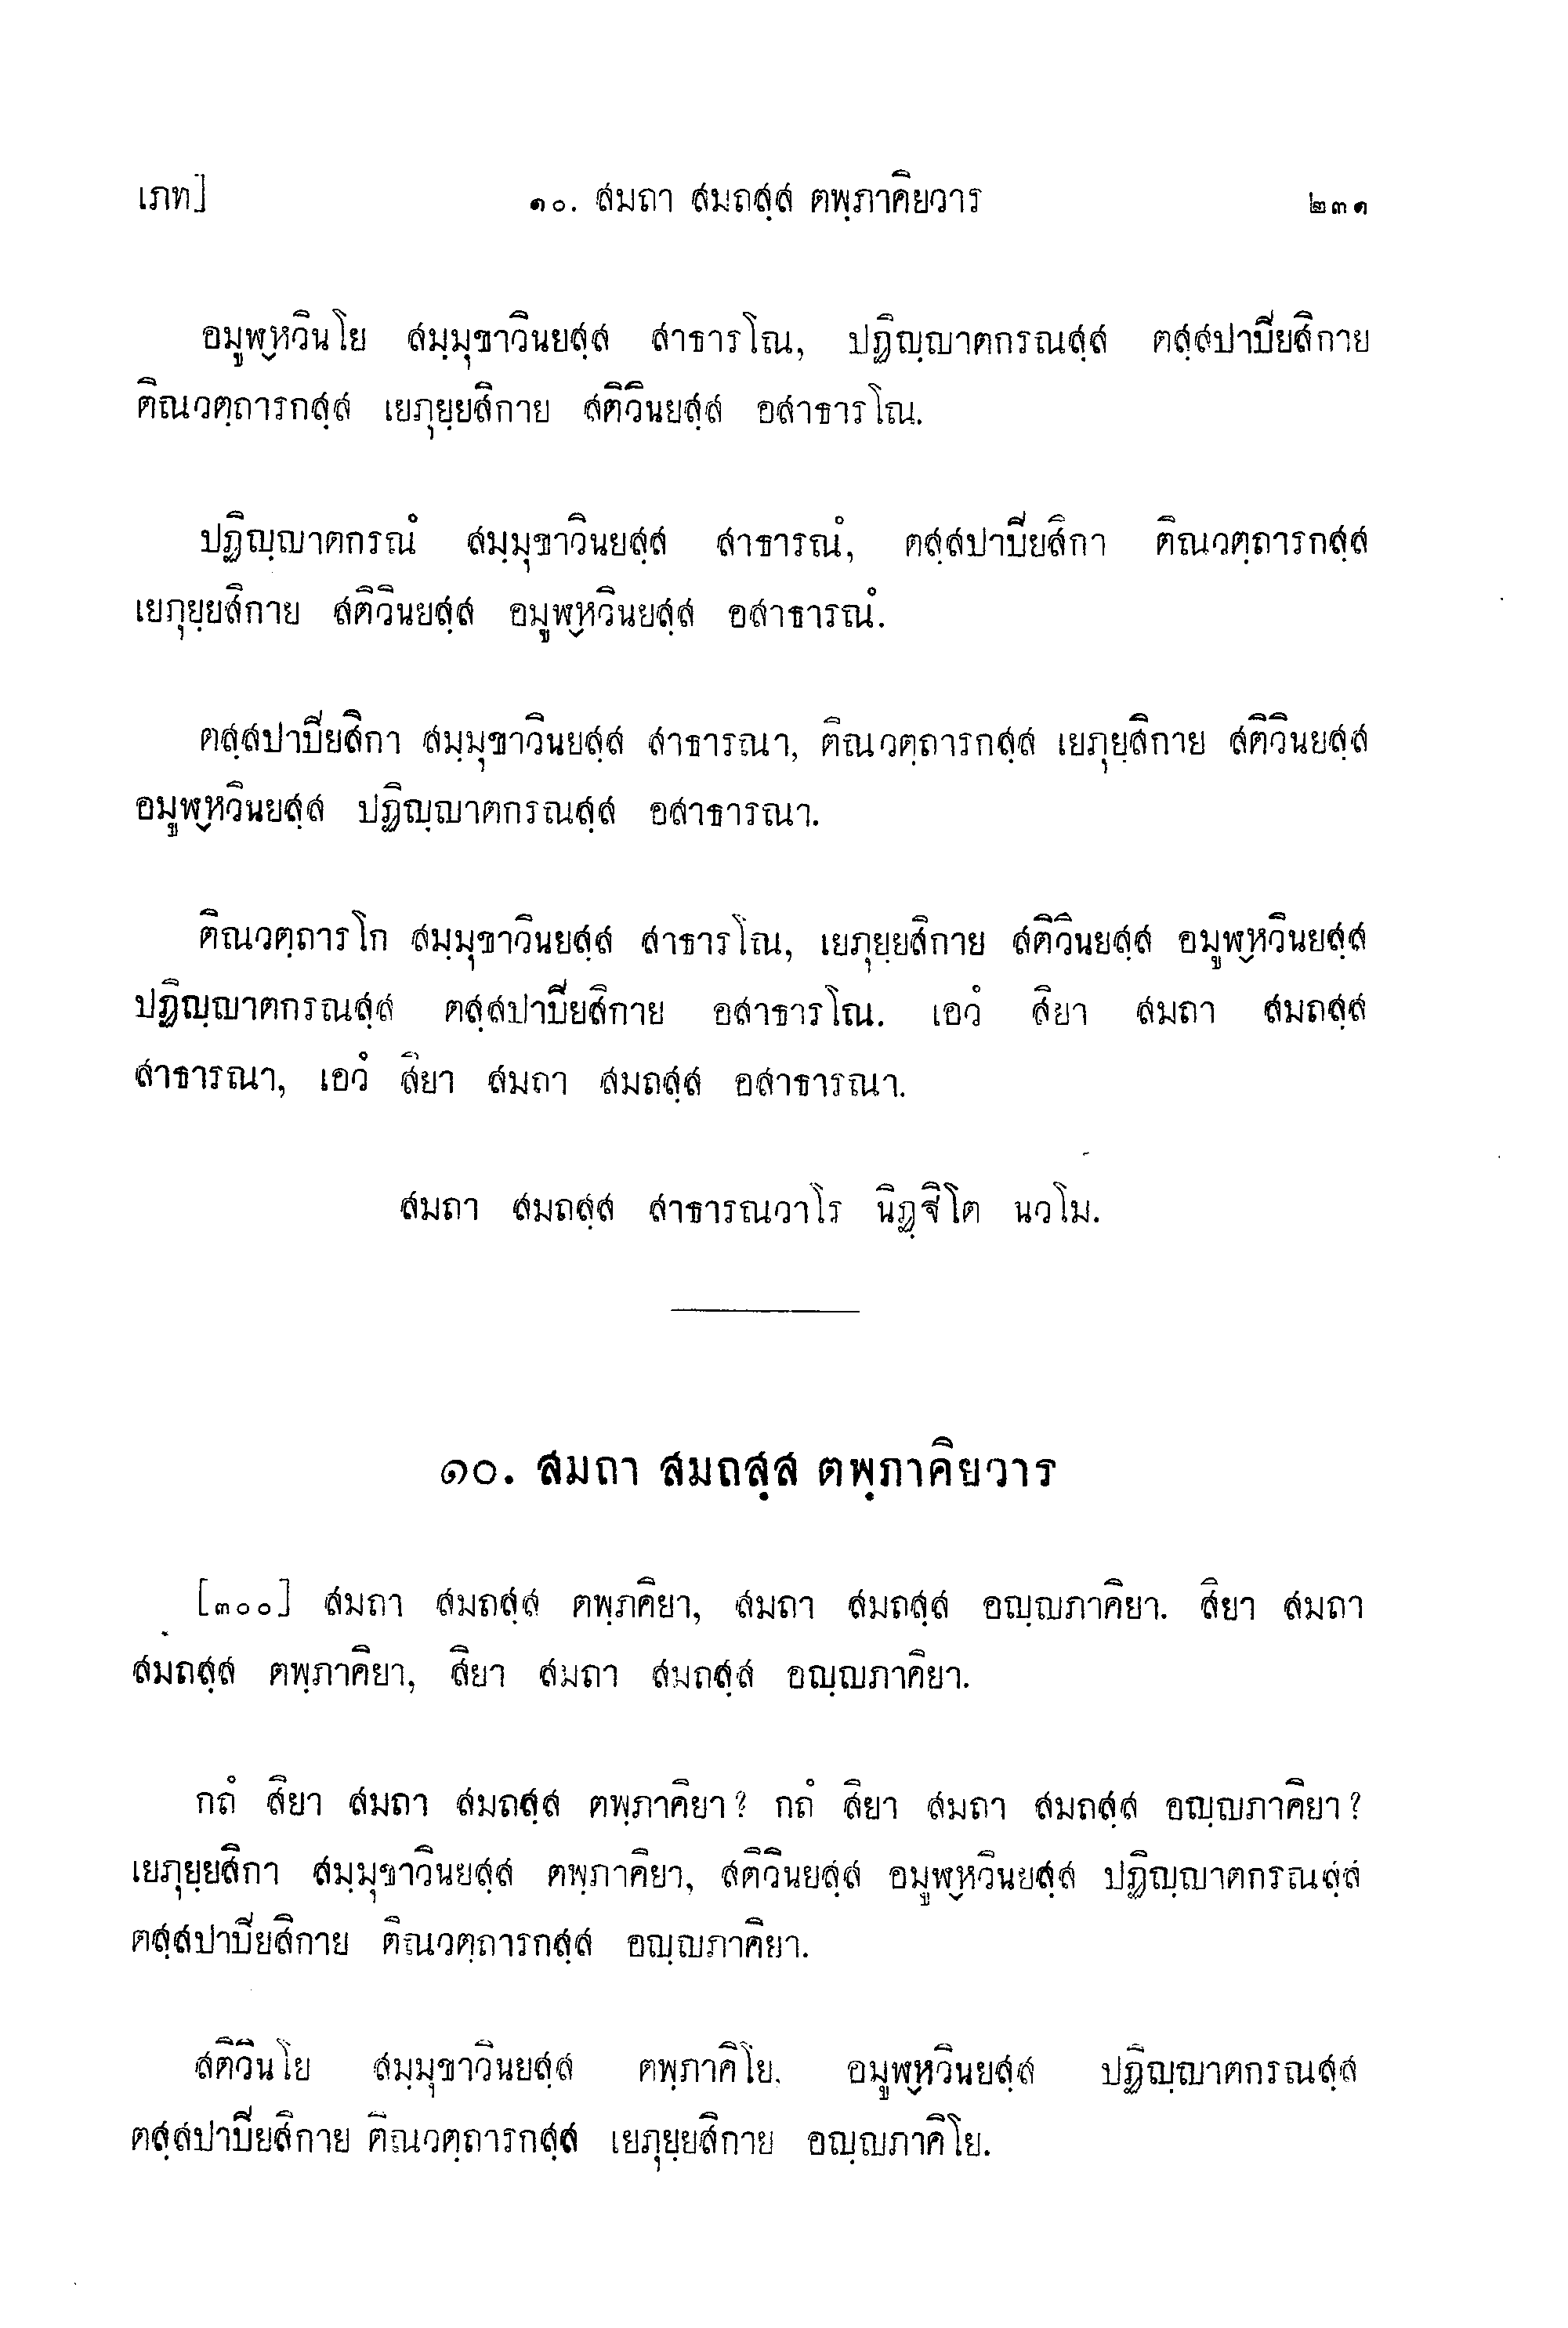 เภท] ๑๐. สมถา สมถสฺส ตพฺภาคิยวาร ๒๓๑
อมูฬฺหวินโย สมฺมุขาวินยสฺส สาธารโณ, ปฏิญฺญาตกรณสฺส ตสฺสปาปิยสิกาย
ติณวตฺถารกสฺส เยภุยฺยสิกาย สติวินยสฺส อสาธารโณ.
ปฏิญฺญาตกรณํ สมฺมุขาวินยสฺส สาธารณํ, ตสฺสปาปิยสิกา ติณวตฺถารกสฺส
เยภุยฺยสิกาย สติวินยสฺส อมูฬฺหวินยสฺส อสาธารณํ.
ตสฺสปาปิยสิกา สมฺมุขาวินยสฺส สาธารณา, ติณวตฺถารกสฺส เยภุยฺสิกาย สติวินยสฺส
อมูฬฺหวินยสฺส ปฏิญฺญาตกรณสฺส อสาธารณา.
ติณวตฺถารโก สมฺมุขาวินยสฺส สาธารโณ, เยภุยฺยสิกาย สติวินยสฺส อมูฬฺหวินยสฺส
ปฏิญฺญาตกรณสฺส ตสฺสปาปิยสิกาย อสาธารโณ. เอวํ สิยา สมถา สมถสฺส
สาธารณา, เอวํ สิยา สมถา สมถสฺส อสาธารณา.
สมถา สมถสฺส สาธารณวาโร นิฏฺฐิโต นวโม.
๑๐. สมถา สมถสฺส ตพฺภาคิยวาร
[๓๐๐] สมถา สมถสฺส ตพฺภคิยา, สมถา สมถสฺส อญฺญภาคิยา. สิยา สมถา
สมถสฺส ตพฺภาคิยา, สิยา สมถา สมถสฺส อญฺญภาคิยา.
กถํ สิยา สมถา สมถสฺส ตพฺภาคิยา? กถํ สิยา สมถา สมถสฺส อญฺญภาคิยา?
เยภุยฺยสิกา สมฺมุขาวินยสฺส ตพฺภาคิยา, สติวินยสฺส อมูฬฺหวินยสฺส ปฏิญฺญาตกรณสฺส
ตสฺสปาปิยสิกาย ติณวตฺถารกสฺส อญฺญภาคิยา.
สติวินโย สมฺมุขาวินยสฺส ตพฺภาคิโย, อมูฬฺหวินยสฺส ปฏิญฺญาตกรณสฺส
ตสฺสปาปิยสิกาย ติณวตฺถารกสฺส เยภุยฺยสิกาย อญฺญภาคิโย.